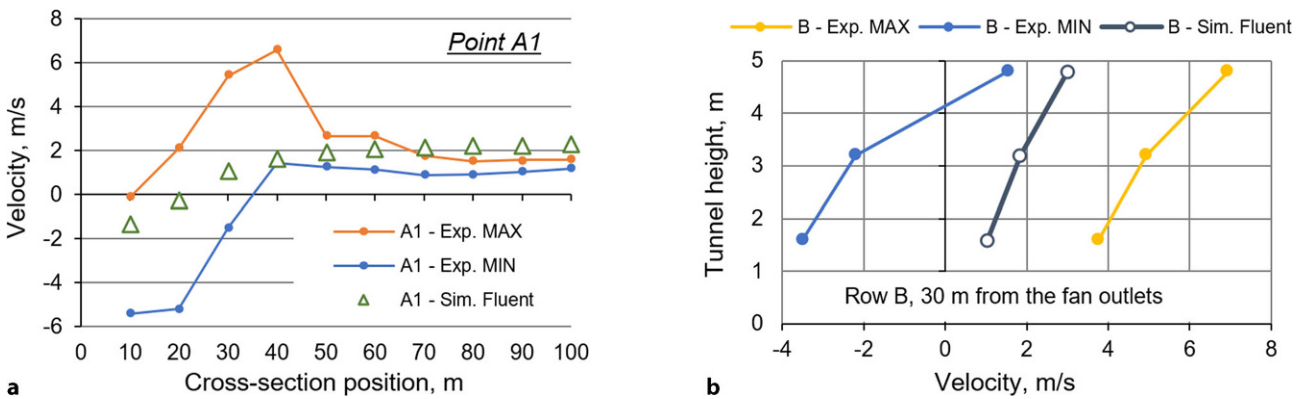 8
6
4
2
0
-2
-4
-6
Velocity, m/s
Point A1
A1 - Exp. MAX
A1 - Exp. MIN
A1 - Sim. Fluent
0 10 20 30 40 50 60 70 80 90 100
Cross-section position, m
a
B - Exp. MAX B - Exp. MIN B - Sim. Fluent
5
4
3
2
1
0
Tunnel height, m
Row B, 30 m from the fan outlets
-4 -2 0 2 4 6 8
Velocity, m/s
b